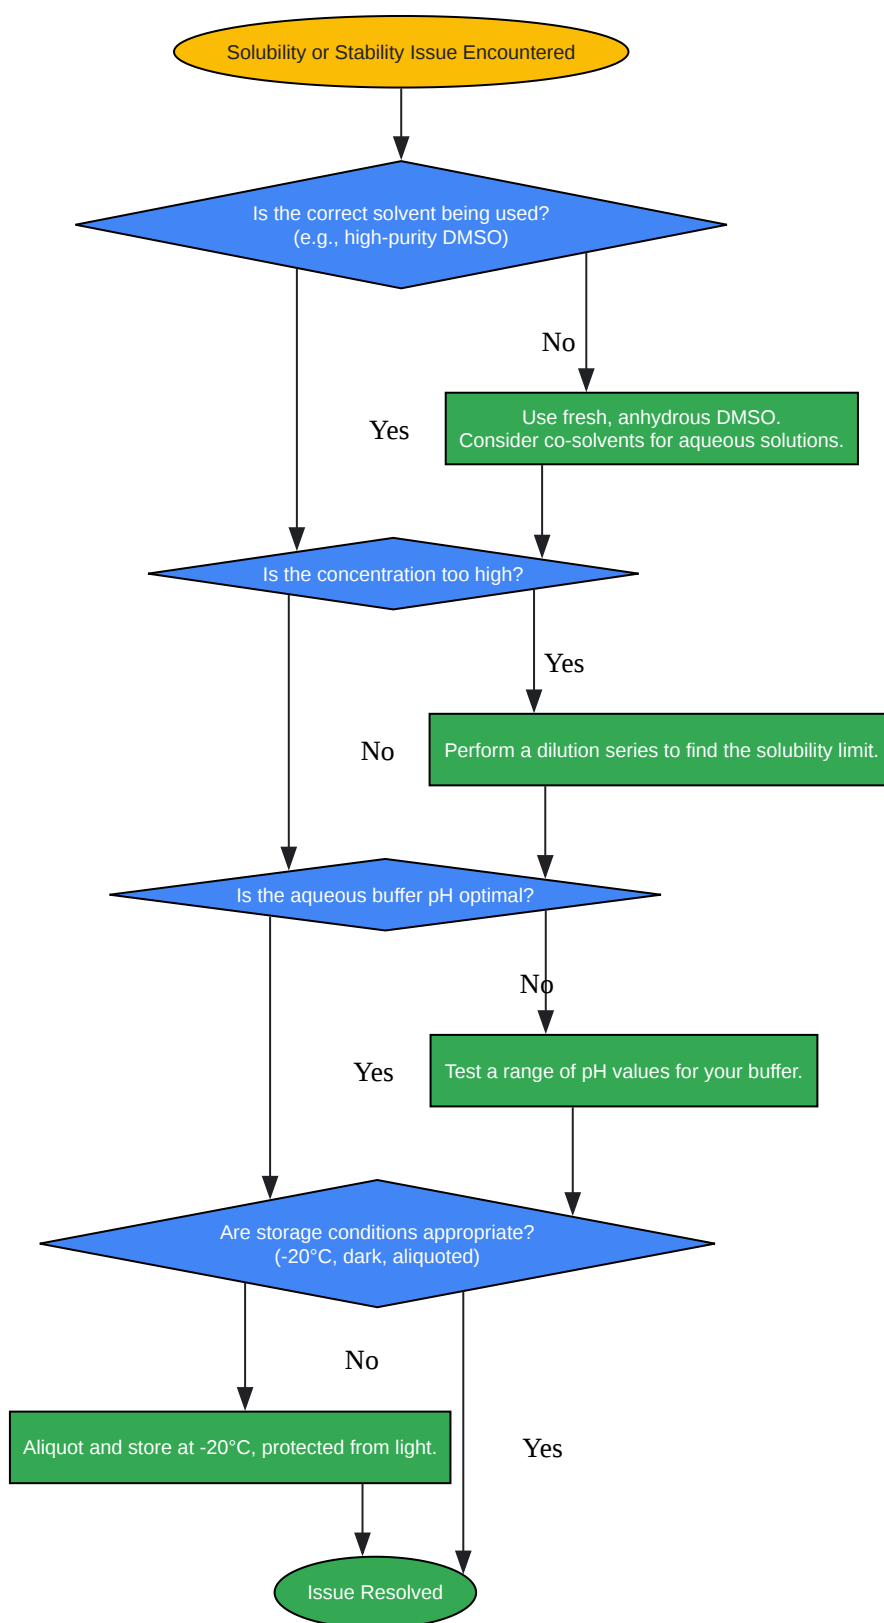 Solubility or Stability Issue Encountered
Is the correct solvent being used?
(e.g., high-purity DMSO)
No
Use fresh, anhydrous DMSO.
Consider co-solvents for aqueous solutions.
Yes
Is the concentration too high?
Yes
Perform a dilution series to find the solubility limit.
No
Is the aqueous buffer pH optimal?
No
Test a range of pH values for your buffer.
Yes
Are storage conditions appropriate?
(-20°C, dark, aliquoted)
No
Aliquot and store at -20°C, protected from light.
Yes
Issue Resolved